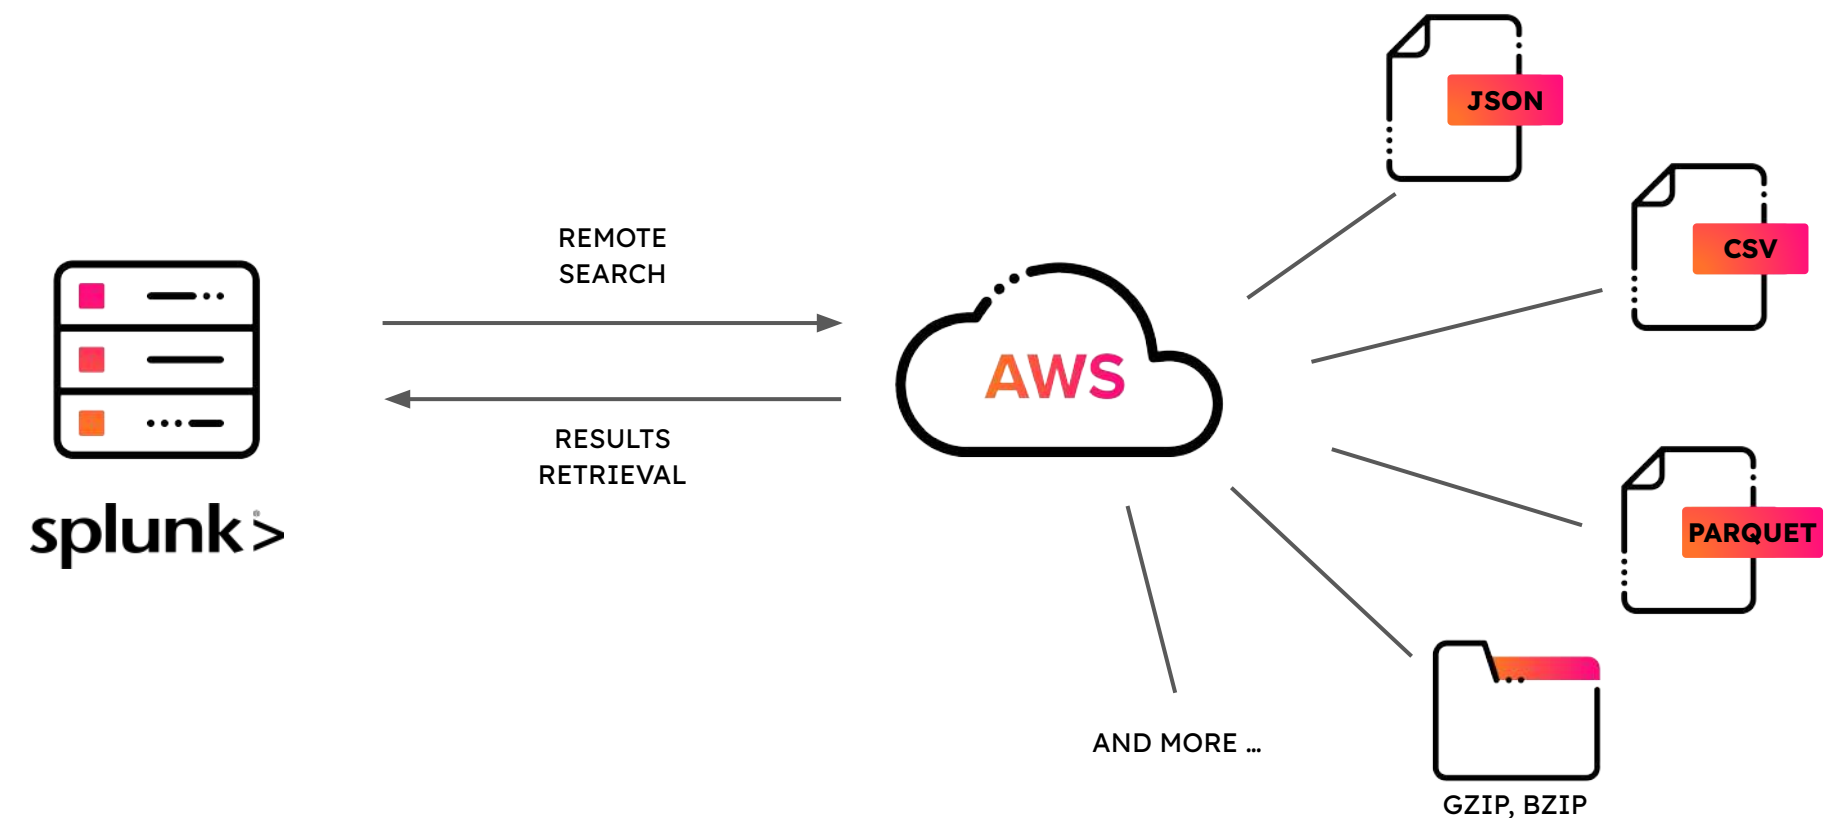 JSON
CSV
REMOTE
SEARCH
AWS
RESULTS
RETRIEVAL
splunk>
PARQUET
AND MORE ...
GZIP, BZIP